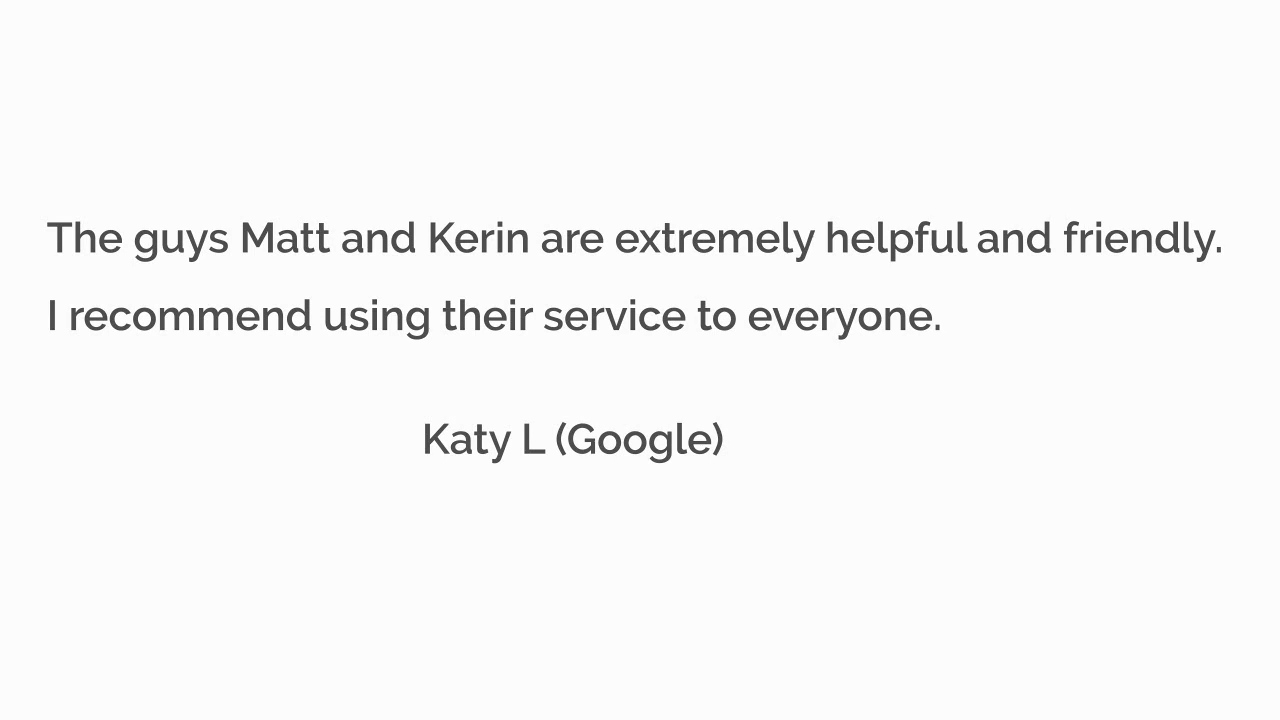 The guys Matt and Kerin are extremely helpful and friendly.
I recommend using their service to everyone.
Katy L (Google)